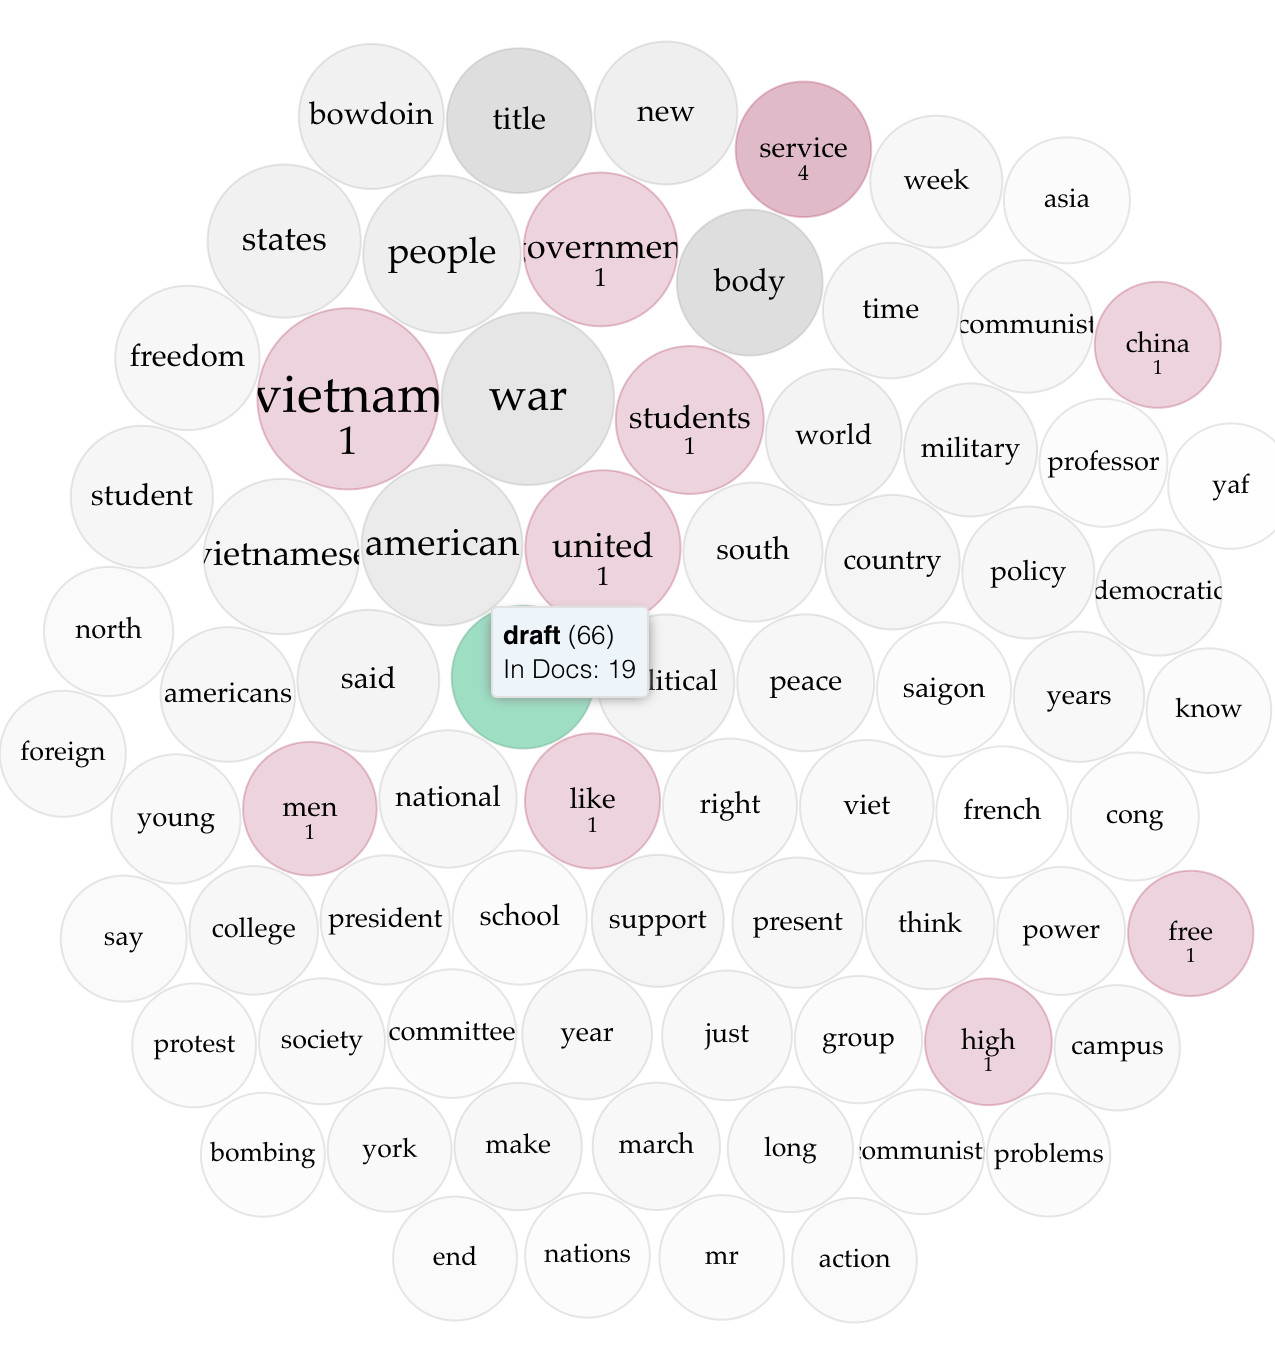 bowdoin
title
new
service
4
week
asia
states
people
overnmen
1
body
time
communist
china
1
freedom
vietnam
1
war
students
1
world
military
professor
yaf
student
vietnamese
american
united
1
south
country
policy
democratic
north
americans
said
draft (66)
In Docs: 19
litical
peace
saigon
years
know
foreign
young
men
1
national
like
1
right
viet
french
cong
say
college
president
school
support
present
think
power
free
1
protest
society
committee
year
just
group
high
1
campus
bombing
york
make
march
long
ommunist
problems
end
nations
mr
action